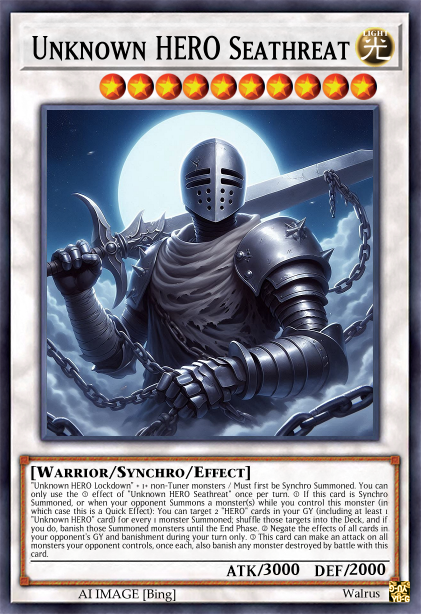 UNKNOWN HERO SEATHREAT
LIGHT
光
[WARRIOR/SYNCHRO/EFFECT]
"Unknown HERO Lockdown" + 1+ non-Tuner monsters / Must first be Synchro Summoned. You can
only use the ① effect of "Unknown HERO Seathreat" once per turn. ① If this card is Synchro
Summoned, or when your opponent Summons a monster(s) while you control this monster (in
which case this is a Quick Effect): You can target 2 "HERO" cards in your GY (including at least 1
"Unknown HERO" card) for every 1 monster Summoned; shuffle those targets into the Deck, and if
you do, banish those Summoned monsters until the End Phase. ② Negate the effects of all cards in
your opponent's GY and banishment during your turn only. ③ This card can make an attack on all
monsters your opponent controls, once each, also banish any monster destroyed by battle with this
card.
ATK/3000 DEF/2000
AI IMAGE [Bing] Walrus